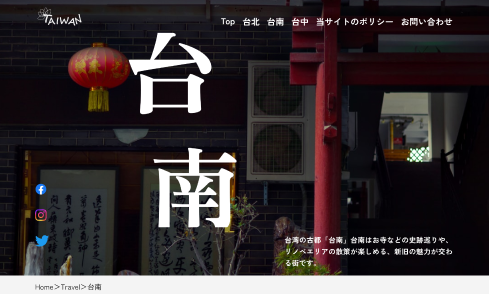 TAIWAN
Top 台北 台南 台中 当サイトのポリシー お問い合わせ
台南
台湾の古都「台南」台南はお寺などの史跡巡りや、
リノベエリアの散策が楽しめる、新旧の魅力が交わ
る街です。
Home＞Travel＞台南